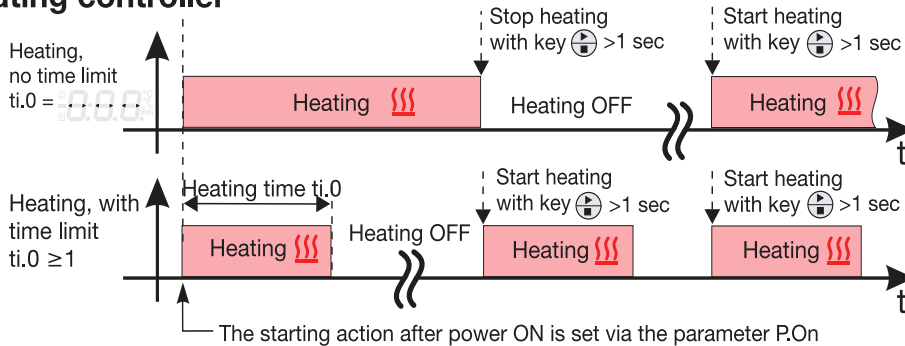 ating controller
Heating,
no time limit
ti.0 =
Stop heating
with key >1 sec
Start heating
with key >1 sec
Heating
Heating OFF
Heating
t
Heating, with
time limit
ti.0 ≥1
Heating time ti.0
Start heating
with key >1 sec
Start heating
with key >1 sec
Heating
Heating OFF
Heating
Heating
t
The starting action after power ON is set via the parameter P.On